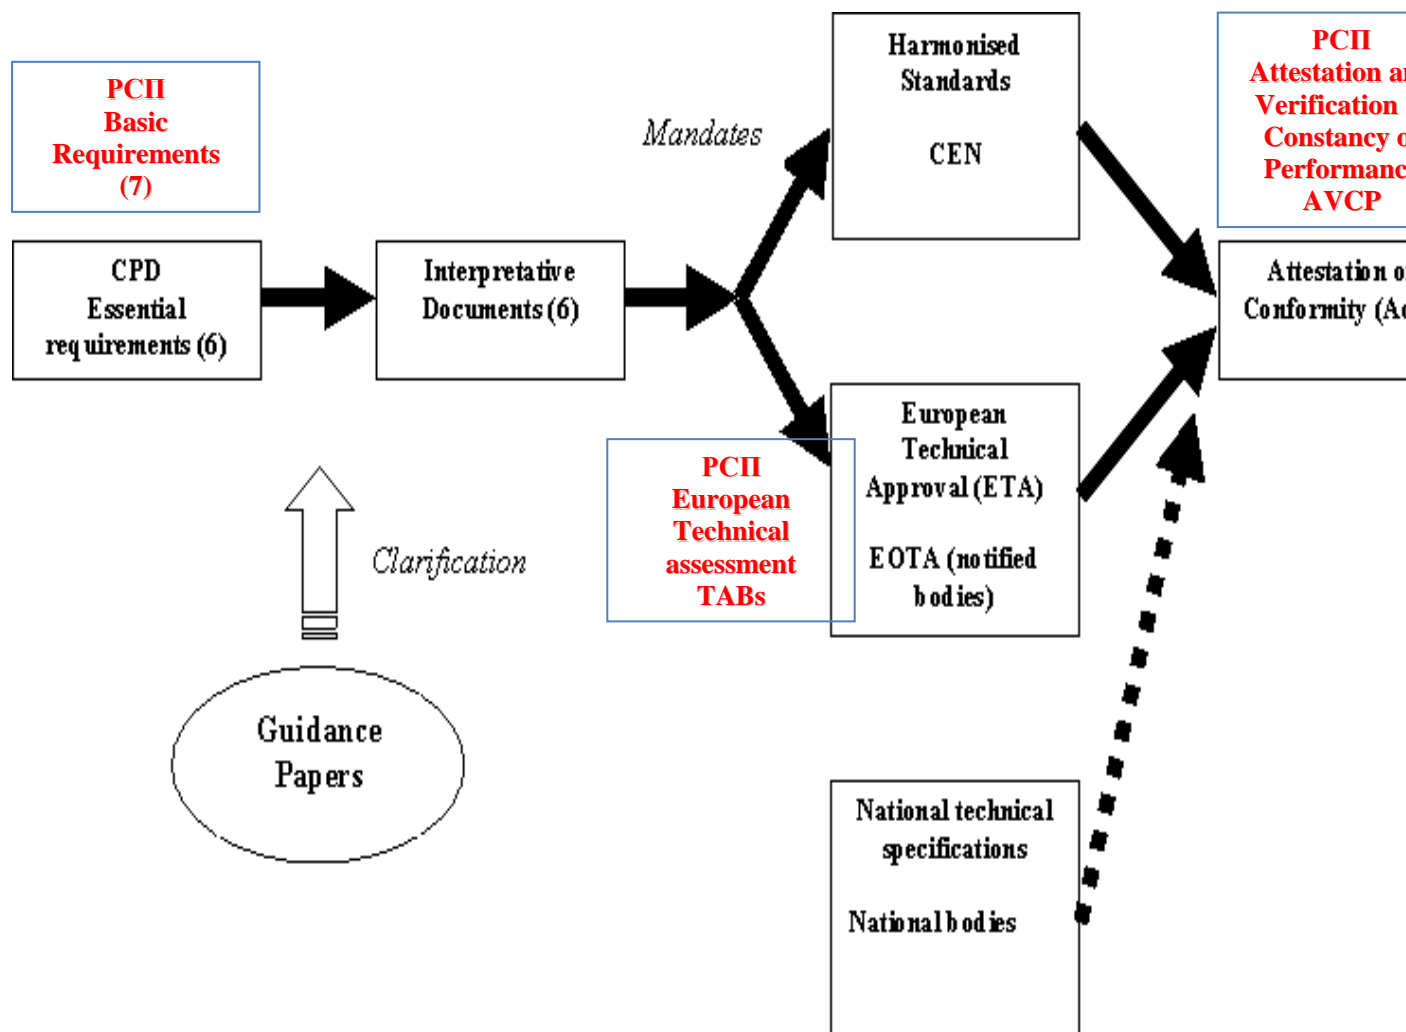 PCΠ
Basic
Requirements
(7)
CPD
Essential
requirements (6)
Interpretative
Documents (6)
Mandates
Harmonised
Standards
CEN
PCΠ
Attestation
Verification
Constancy
AVCP
Attestation
Conformity
PCΠ
European
Technical
assessment
TABs
European
Technical
Approval (ETA)
EOTA (notified
bodies)
Clarification
Guidance
Papers
National technical
specifications
National bodies